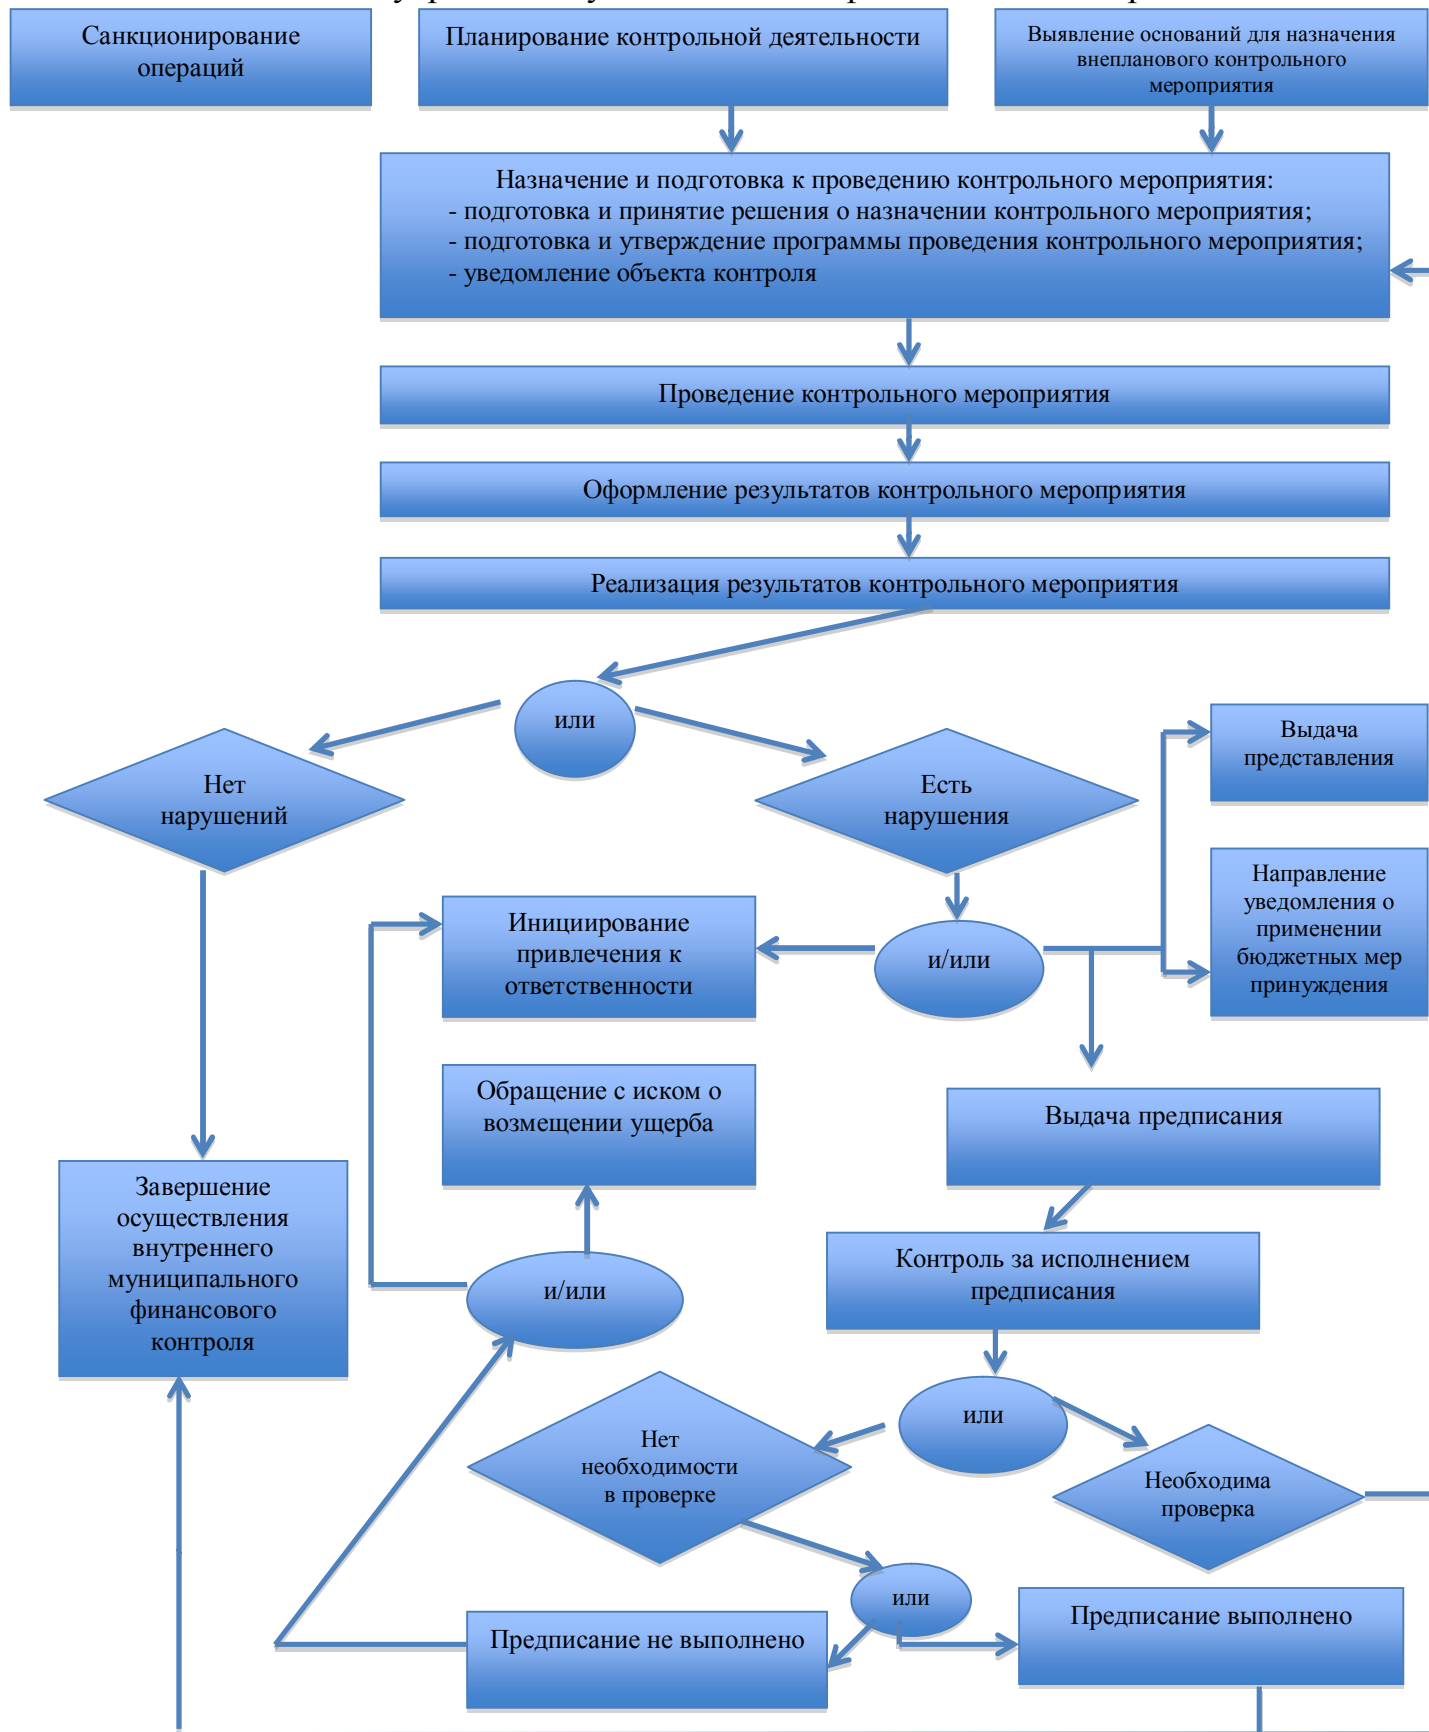 Санкционирование
операций
Планирование контрольной деятельности
Выявление оснований для назначения
внепланового контрольного
мероприятия
Назначение и подготовка к проведению контрольного мероприятия:
- подготовка и принятие решения о назначении контрольного мероприятия;
- подготовка и утверждение программы проведения контрольного мероприятия;
- уведомление объекта контроля
Проведение контрольного мероприятия
Оформление результатов контрольного мероприятия
Реализация результатов контрольного мероприятия
или
Нет
нарушений
Есть
нарушения
Выдача
представления
Направление
уведомления о
применении
бюджетных мер
принуждения
Инициирование
привлечения к
ответственности
и/или
Обращение с иском о
возмещении ущерба
Выдача предписания
Завершение
осуществления
внутреннего
муниципального
финансового
контроля
и/или
Контроль за исполнением
предписания
или
Нет
необходимости
в проверке
Необходима
проверка
или
Предписание не выполнено
Предписание выполнено